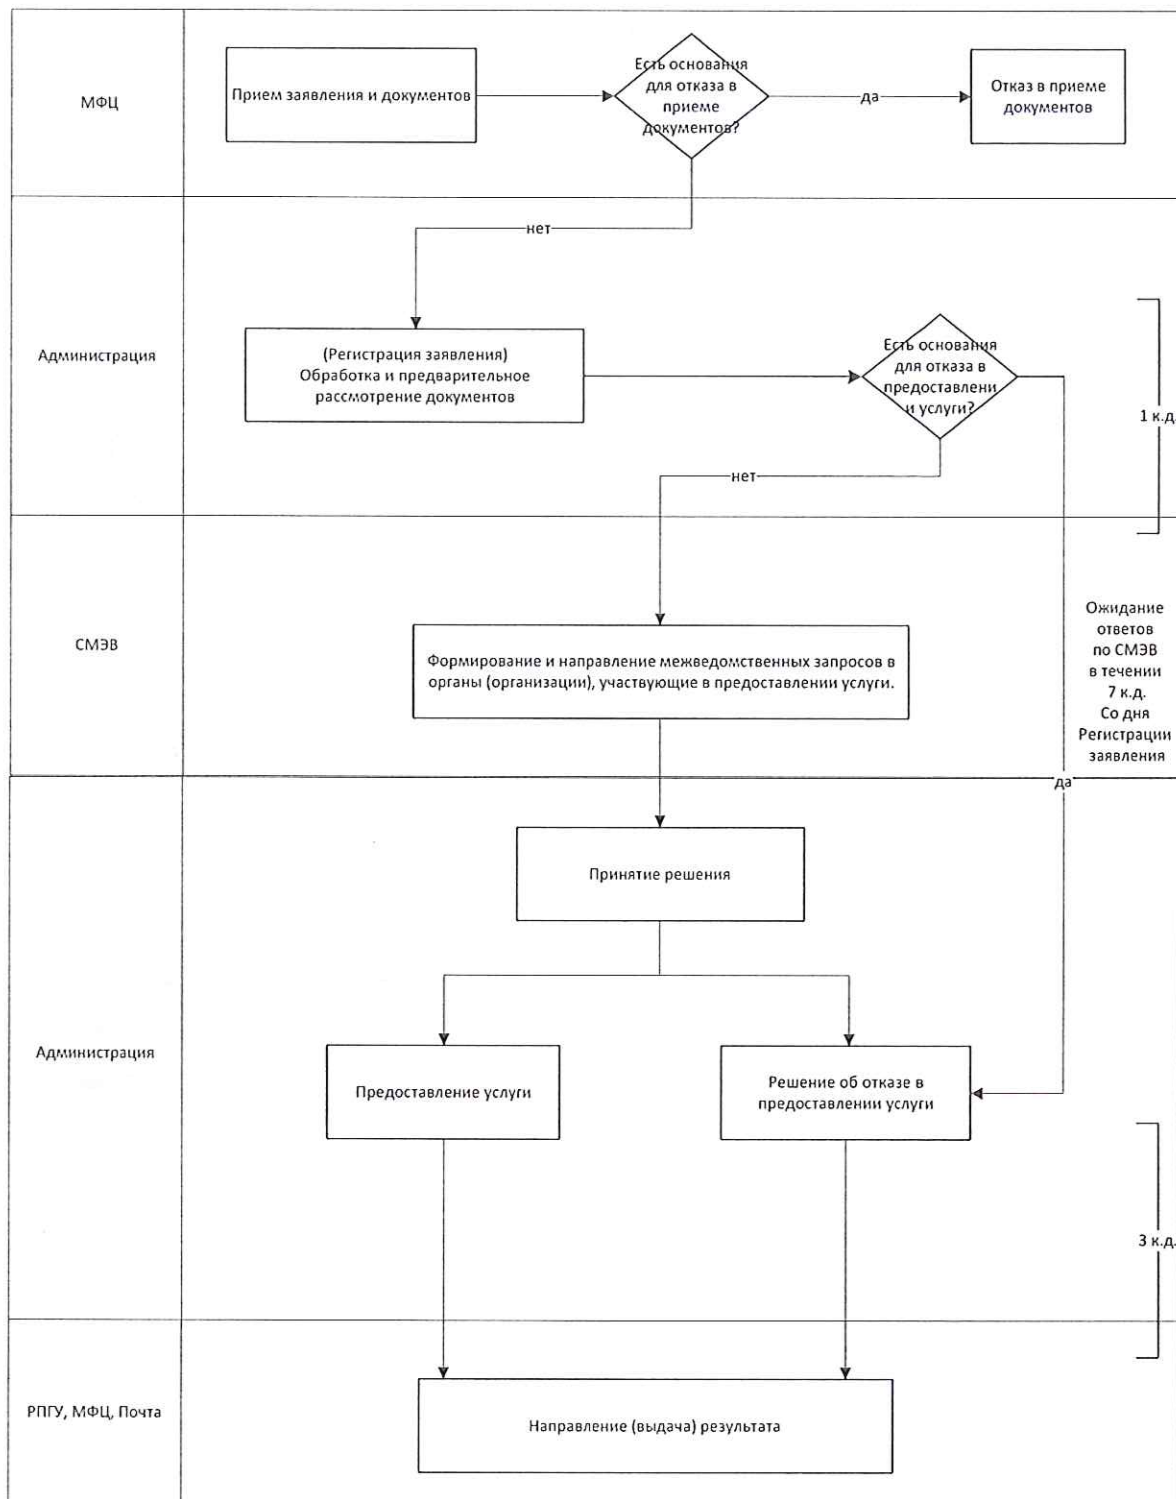 МФЦ
Прием заявления и документов
Есть основания
для отказа в
приеме
документов?
да
Отказ в приеме
документов
нет
Администрация
(Регистрация заявления)
Обработка и предварительное
рассмотрение документов
Есть основания
для отказа в
предоставлени
и услуги?
1 к.д.
нет
СМЭВ
Формирование и направление межведомственных запросов в
органы (организации), участвующие в предоставлении услуги.
Ожидание
ответов
по СМЭВ
в течении
7 к.д.
Со дня
Регистрации
заявления
да
Принятие решения
Администрация
Предоставление услуги
Решение об отказе в
предоставлении услуги
3 к.д.
РПГУ, МФЦ, Почта
Направление (выдача) результата